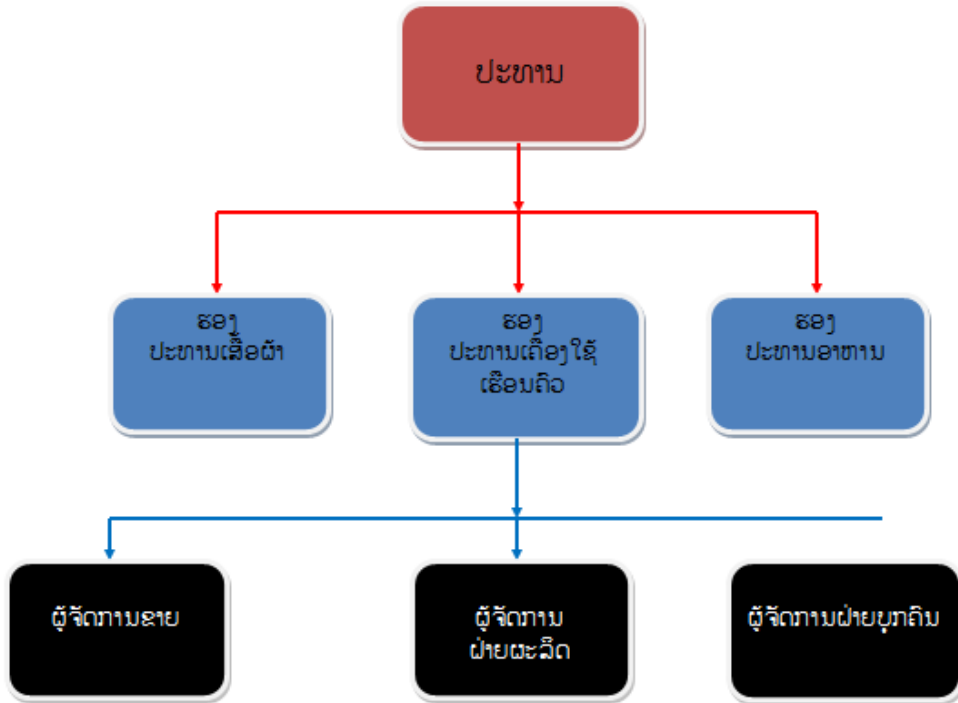 ປະທານ
ຮອງ
ປະທານເສື້ອຜ້າ
ຮອງ
ປະທານເຄື່ອງໃຊ້
ເຮືອນຄົວ
ຮອງ
ປະທານອາຫານ
ຜູ້ຈັດການຂາຍ
ຜູ້ຈັດການ
ຝ່າຍຜະລິດ
ຜູ້ຈັດການຝ່າຍບຸກຄົນ